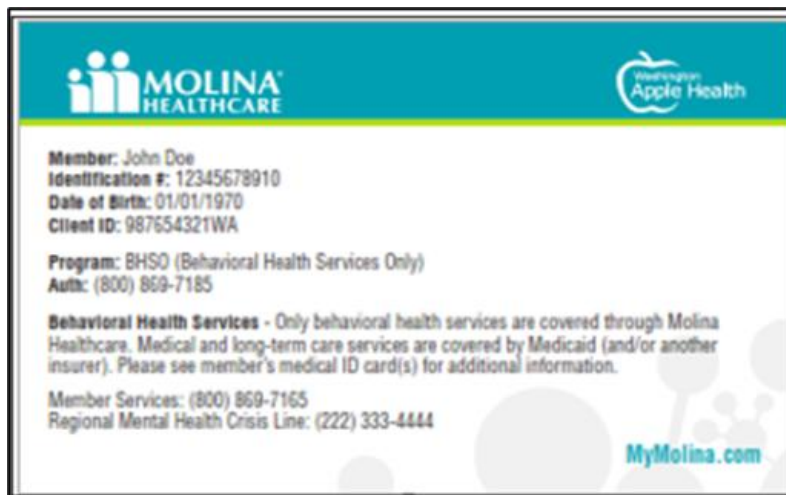 MOLINA®
HEALTHCARE
Washington
Apple Health
Member: John Doe
Identification #: 12345678910
Date of Birth: 01/01/1970
Client ID: 987654321WA
Program: BHSO (Behavioral Health Services Only)
Auth: (800) 869-7185
Behavioral Health Services - Only behavioral health services are covered through Molina
Healthcare. Medical and long-term care services are covered by Medicaid (and/or another
insurer). Please see member's medical ID card(s) for additional information.
Member Services: (800) 869-7165
Regional Mental Health Crisis Line: (222) 333-4444
MyMolina.com